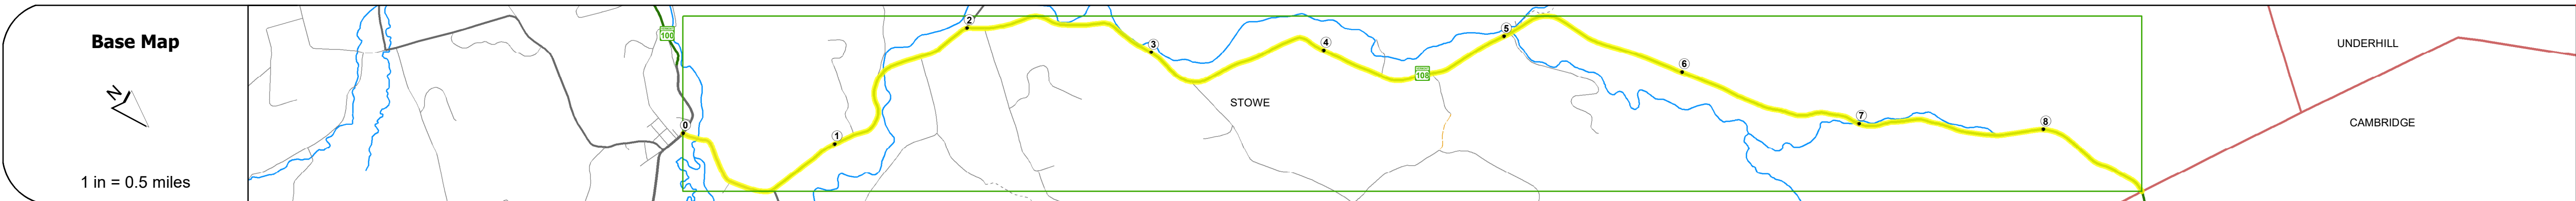 Base Map
N
1 in = 0.5 miles
100
0
1
2
3
4
108
5
6
7
8
STOWE
UNDERHILL
CAMBRIDGE